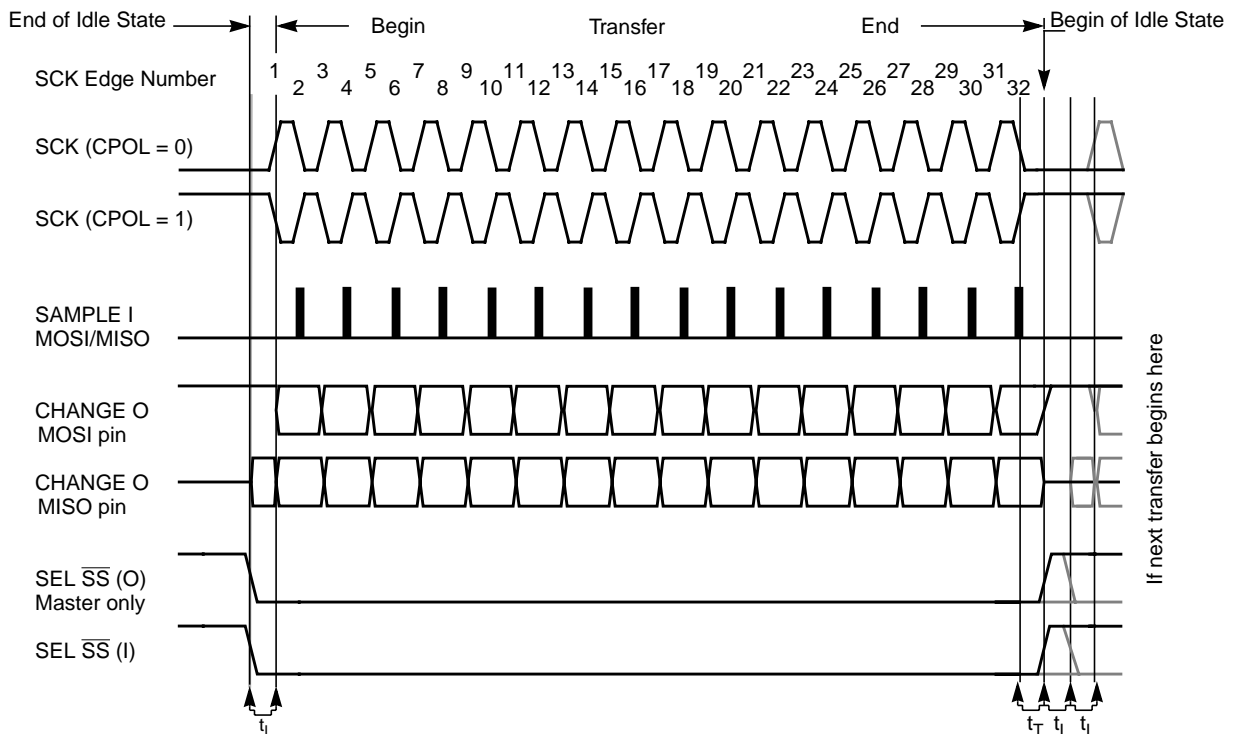 End of Idle State
Begin
Transfer
End
Begin of Idle State
SCK Edge Number
1 3 5 7 9 11 13 15 17 19 21 23 25 27 29 31
2 4 6 8 10 12 14 16 18 20 22 24 26 28 30 32
SCK (CPOL = 0)
SCK (CPOL = 1)
SAMPLE I
MOSI/MISO
CHANGE O
MOSI pin
CHANGE O
MISO pin
SEL SS (O)
Master only
SEL SS (I)
If next transfer begins here
tL
tT tI tL